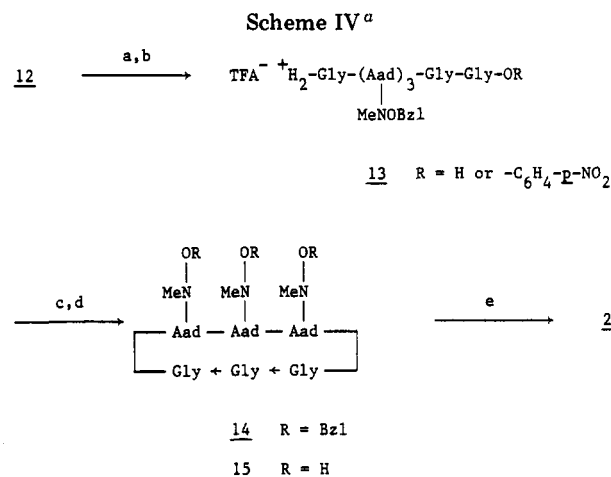 Scheme IVᵃ
12 a,b TFA⁻ ⁺H₂-Gly-(Aad)₃-Gly-Gly-OR
MeNOBzl
13 R = H or -C₆H₄-p-NO₂
OR OR OR
MeN MeN MeN
c,d Aad — Aad — Aad e 2
Gly ← Gly ← Gly
14 R = Bzl
15 R = H